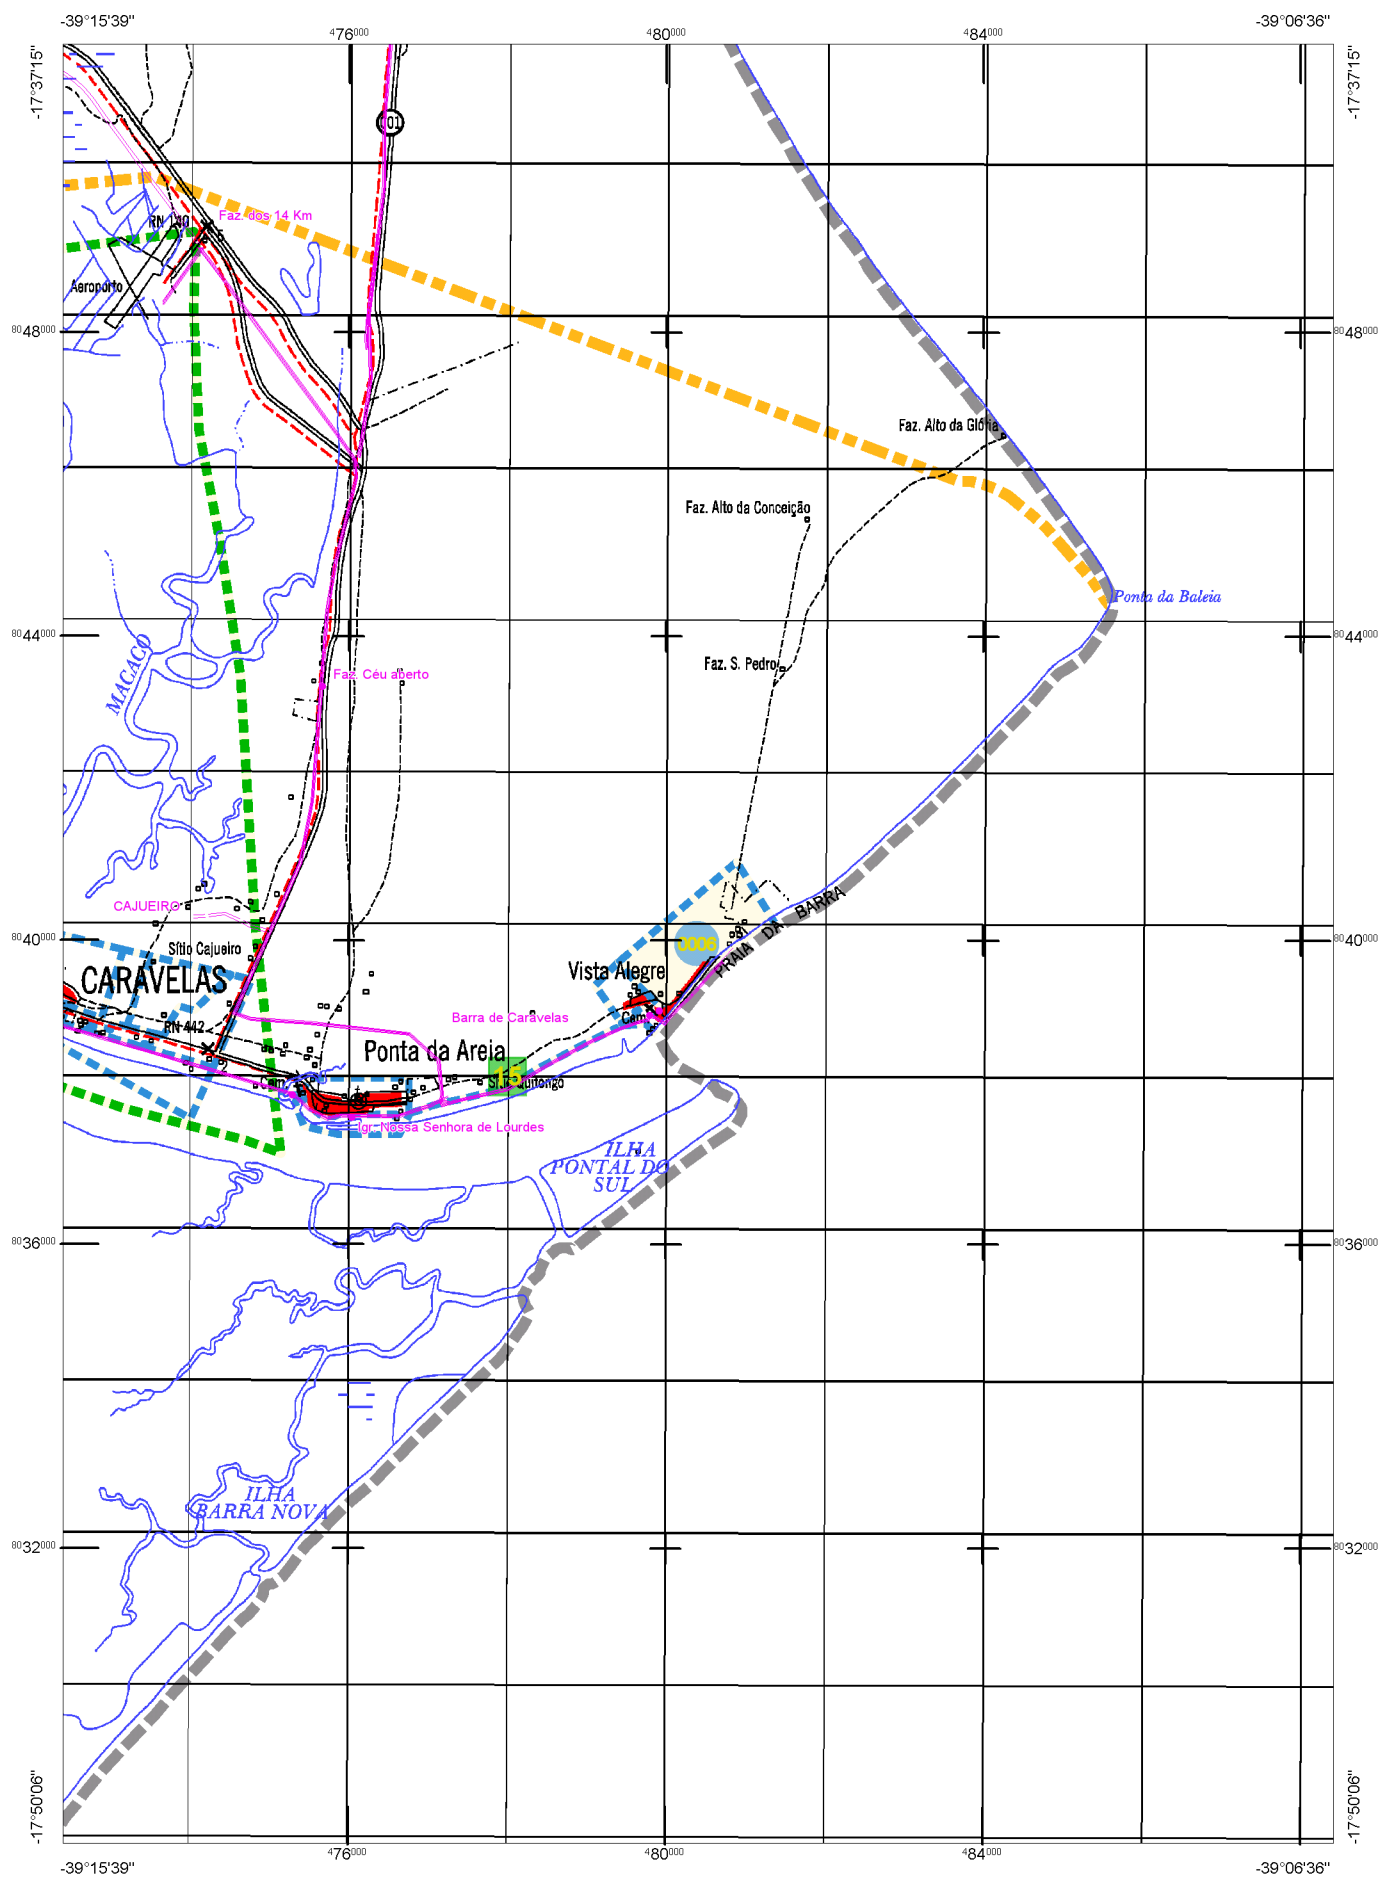 -39°15'39" -39°06'36"
476000 480000 484000
-17°37'15" -17°37'15"
001
Faz. dos 14 Km
RN 140
Aeroporto
8048000 8048000
Faz. Alto da Glória
Faz. Alto da Conceição
Ponta da Baleia
8044000 8044000
MACACO
Faz. S. Pedro
Faz. Céu aberto
CAJUEIRO
PRAIA DA BARRA
8040000 8040000
Sítio Cajueiro
0006
CARAVELAS
Vista Alegre
Barra de Caravelas
Cem
RN 442
Ponta da Areia
15
Igr. Nossa Senhora de Lourdes
ILHA
PONTAL DO
SUL
8036000 8036000
ILHA
BARRA NOVA
8032000 8032000
-17°50'06" -17°50'06"
476000 480000 484000
-39°15'39" -39°06'36"